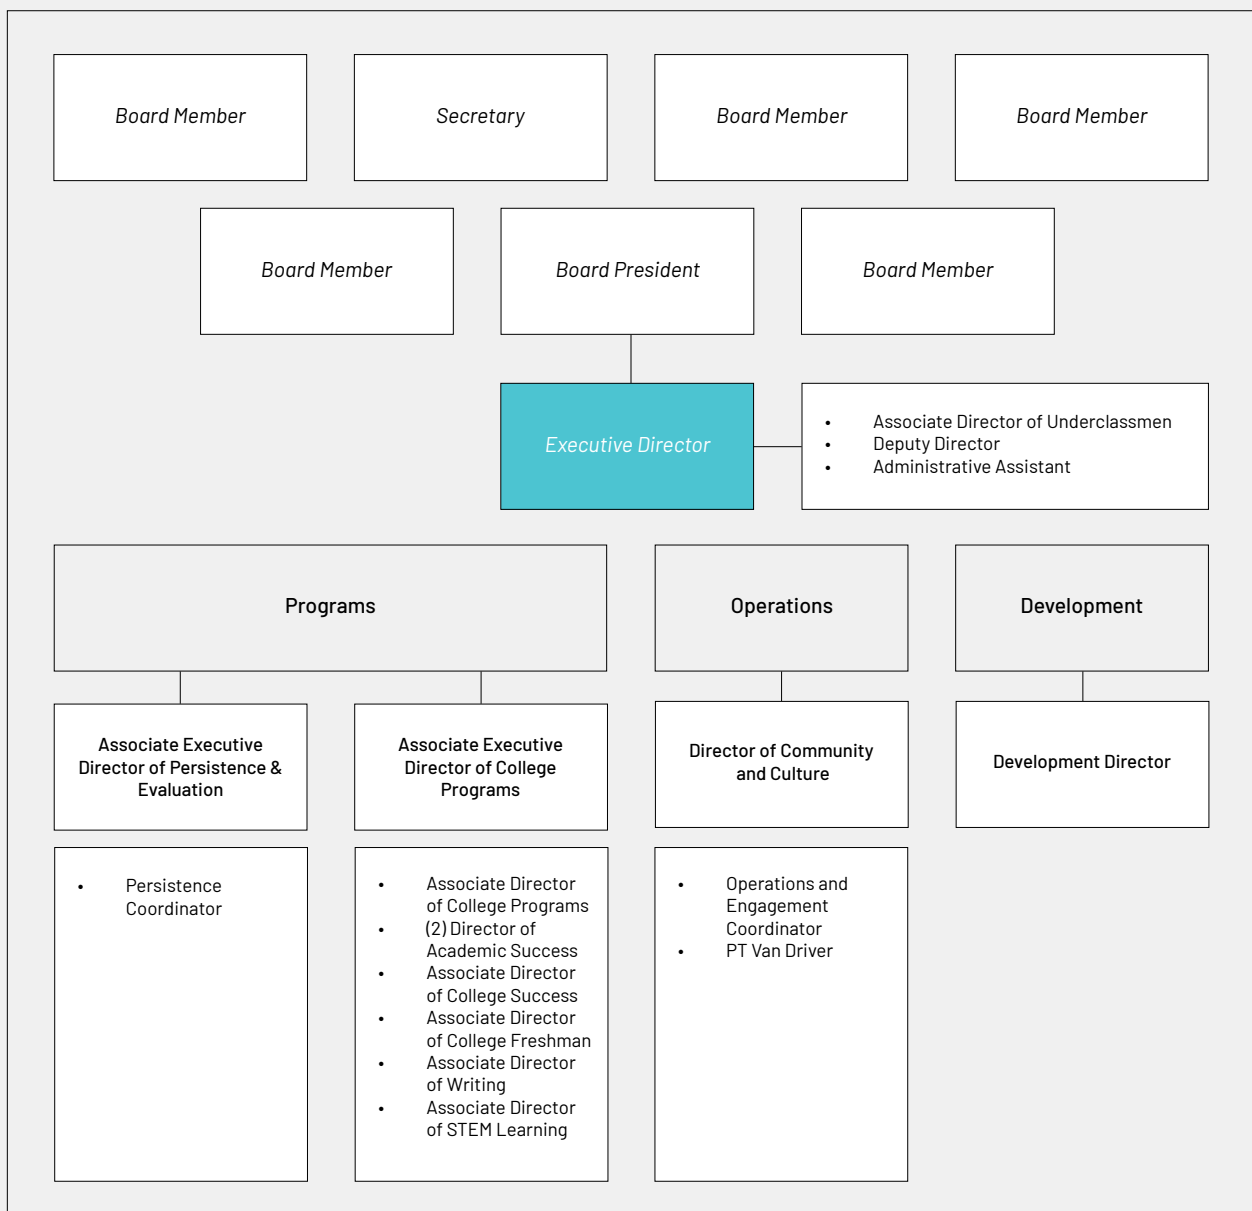 Board Member
Secretary
Board Member
Board Member
Board Member
Board President
Board Member
Executive Director
• Associate Director of Underclassmen
• Deputy Director
• Administrative Assistant
Programs
Operations
Development
Associate Executive
Director of Persistence &
Evaluation
Associate Executive
Director of College
Programs
Director of Community
and Culture
Development Director
• Persistence
Coordinator
• Associate Director
of College Programs
• (2) Director of
Academic Success
• Associate Director
of College Success
• Associate Director
of College Freshman
• Associate Director
of Writing
• Associate Director
of STEM Learning
• Operations and
Engagement
Coordinator
• PT Van Driver